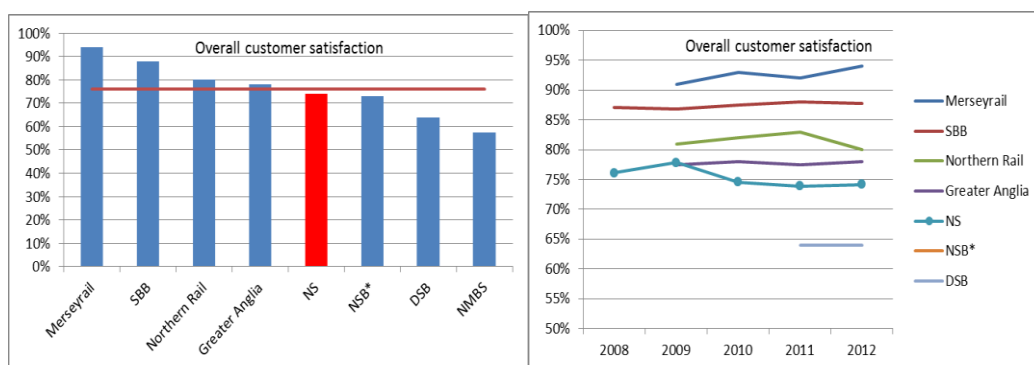 Overall customer satisfaction
100%
90%
80%
70%
60%
50%
40%
30%
20%
10%
0%
Merseyrail
SBB
Northern Rail
Greater Anglia
NS
NSB*
DSB
NMBS
Overall customer satisfaction
100%
95%
90%
85%
80%
75%
70%
65%
60%
55%
50%
2008 2009 2010 2011 2012
Merseyrail
SBB
Northern Rail
Greater Anglia
NS
NSB*
DSB